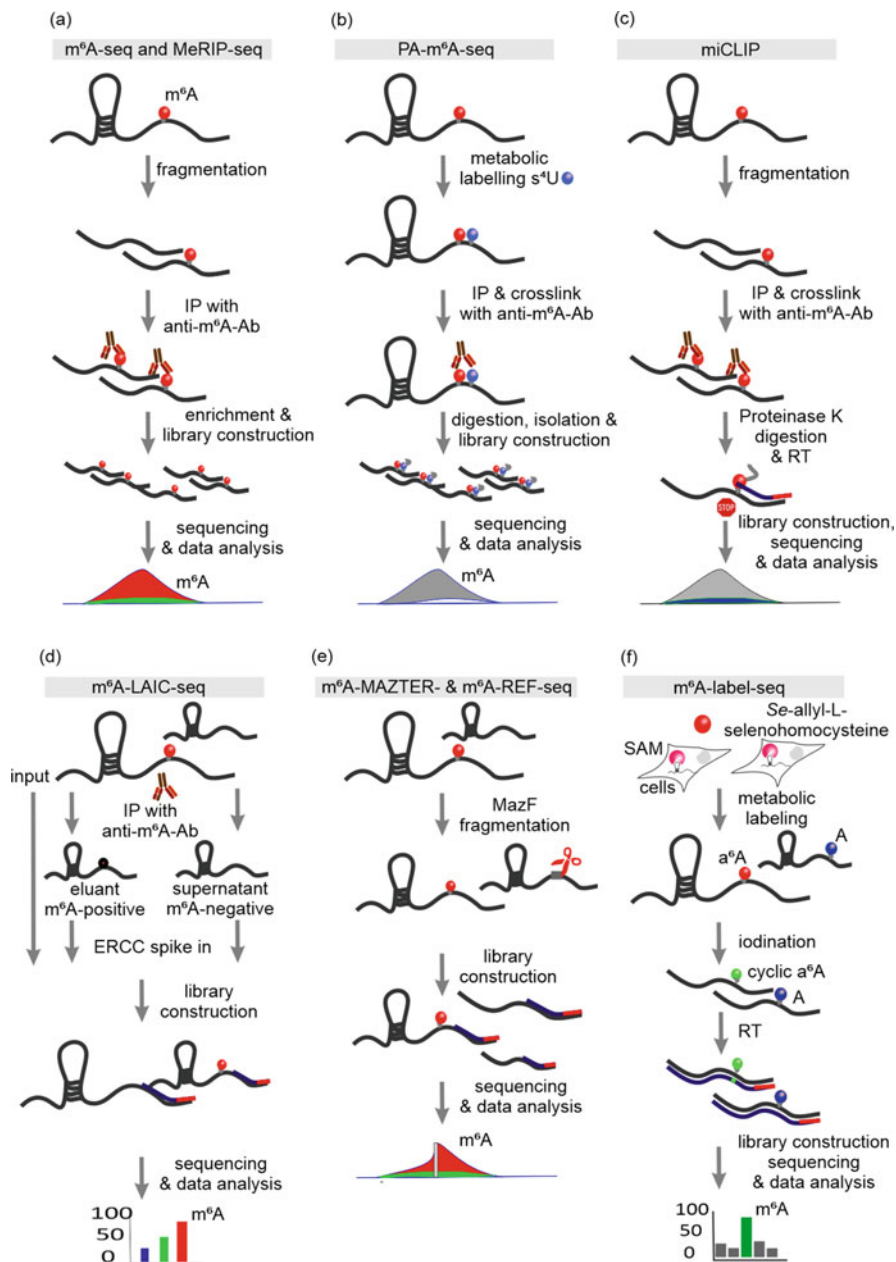 (a)
m⁶A-seq and MeRIP-seq
m⁶A
fragmentation
IP with
anti-m⁶A-Ab
enrichment &
library construction
sequencing
& data analysis
m⁶A
(b)
PA-m⁶A-seq
metabolic
labelling s⁴U
IP & crosslink
with anti-m⁶A-Ab
digestion, isolation &
library construction
sequencing
& data analysis
m⁶A
(c)
miCLIP
fragmentation
IP & crosslink
with anti-m⁶A-Ab
Proteinase K
digestion
& RT
STOP
library construction,
sequencing
& data analysis
(d)
m⁶A-LAIC-seq
input
IP with
anti-m⁶A-Ab
eluant
m⁶A-positive
supernatant
m⁶A-negative
ERCC spike in
library
construction
sequencing
& data analysis
100
50
0
m⁶A
(e)
m⁶A-MAZTER- & m⁶A-REF-seq
MazF
fragmentation
library
construction
sequencing
& data analysis
m⁶A
(f)
m⁶A-label-seq
Se-allyl-L-
selenohomocysteine
SAM
cells
metabolic
labeling
a⁶A
A
iodination
cyclic a⁶A
A
RT
library construction
sequencing
& data analysis
100
50
0
m⁶A